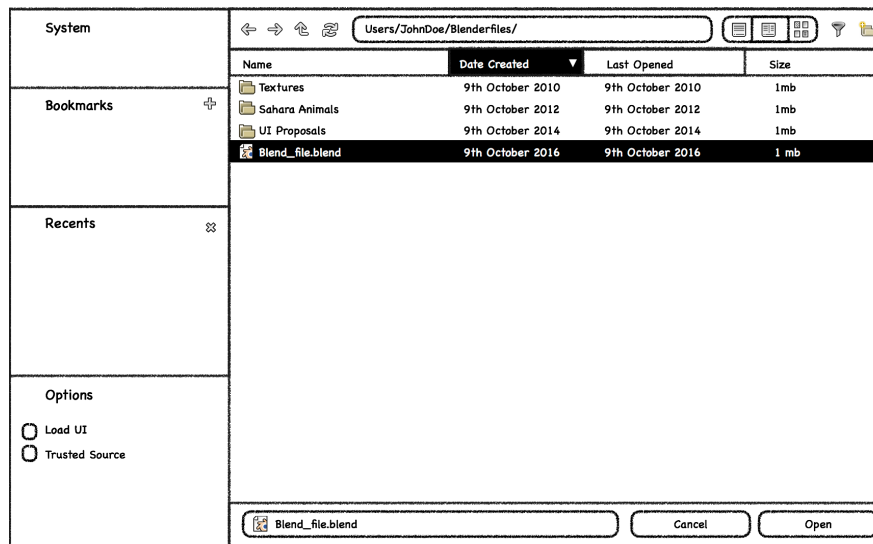 System
Bookmarks
Recents
Options
Load UI
Trusted Source
Users/JohnDoe/Blenderfiles/
Name Date Created Last Opened Size
Textures 9th October 2010 9th October 2010 1mb
Sahara Animals 9th October 2012 9th October 2012 1mb
UI Proposals 9th October 2014 9th October 2014 1mb
Blend_file.blend 9th October 2016 9th October 2016 1 mb
Blend_file.blend Cancel Open